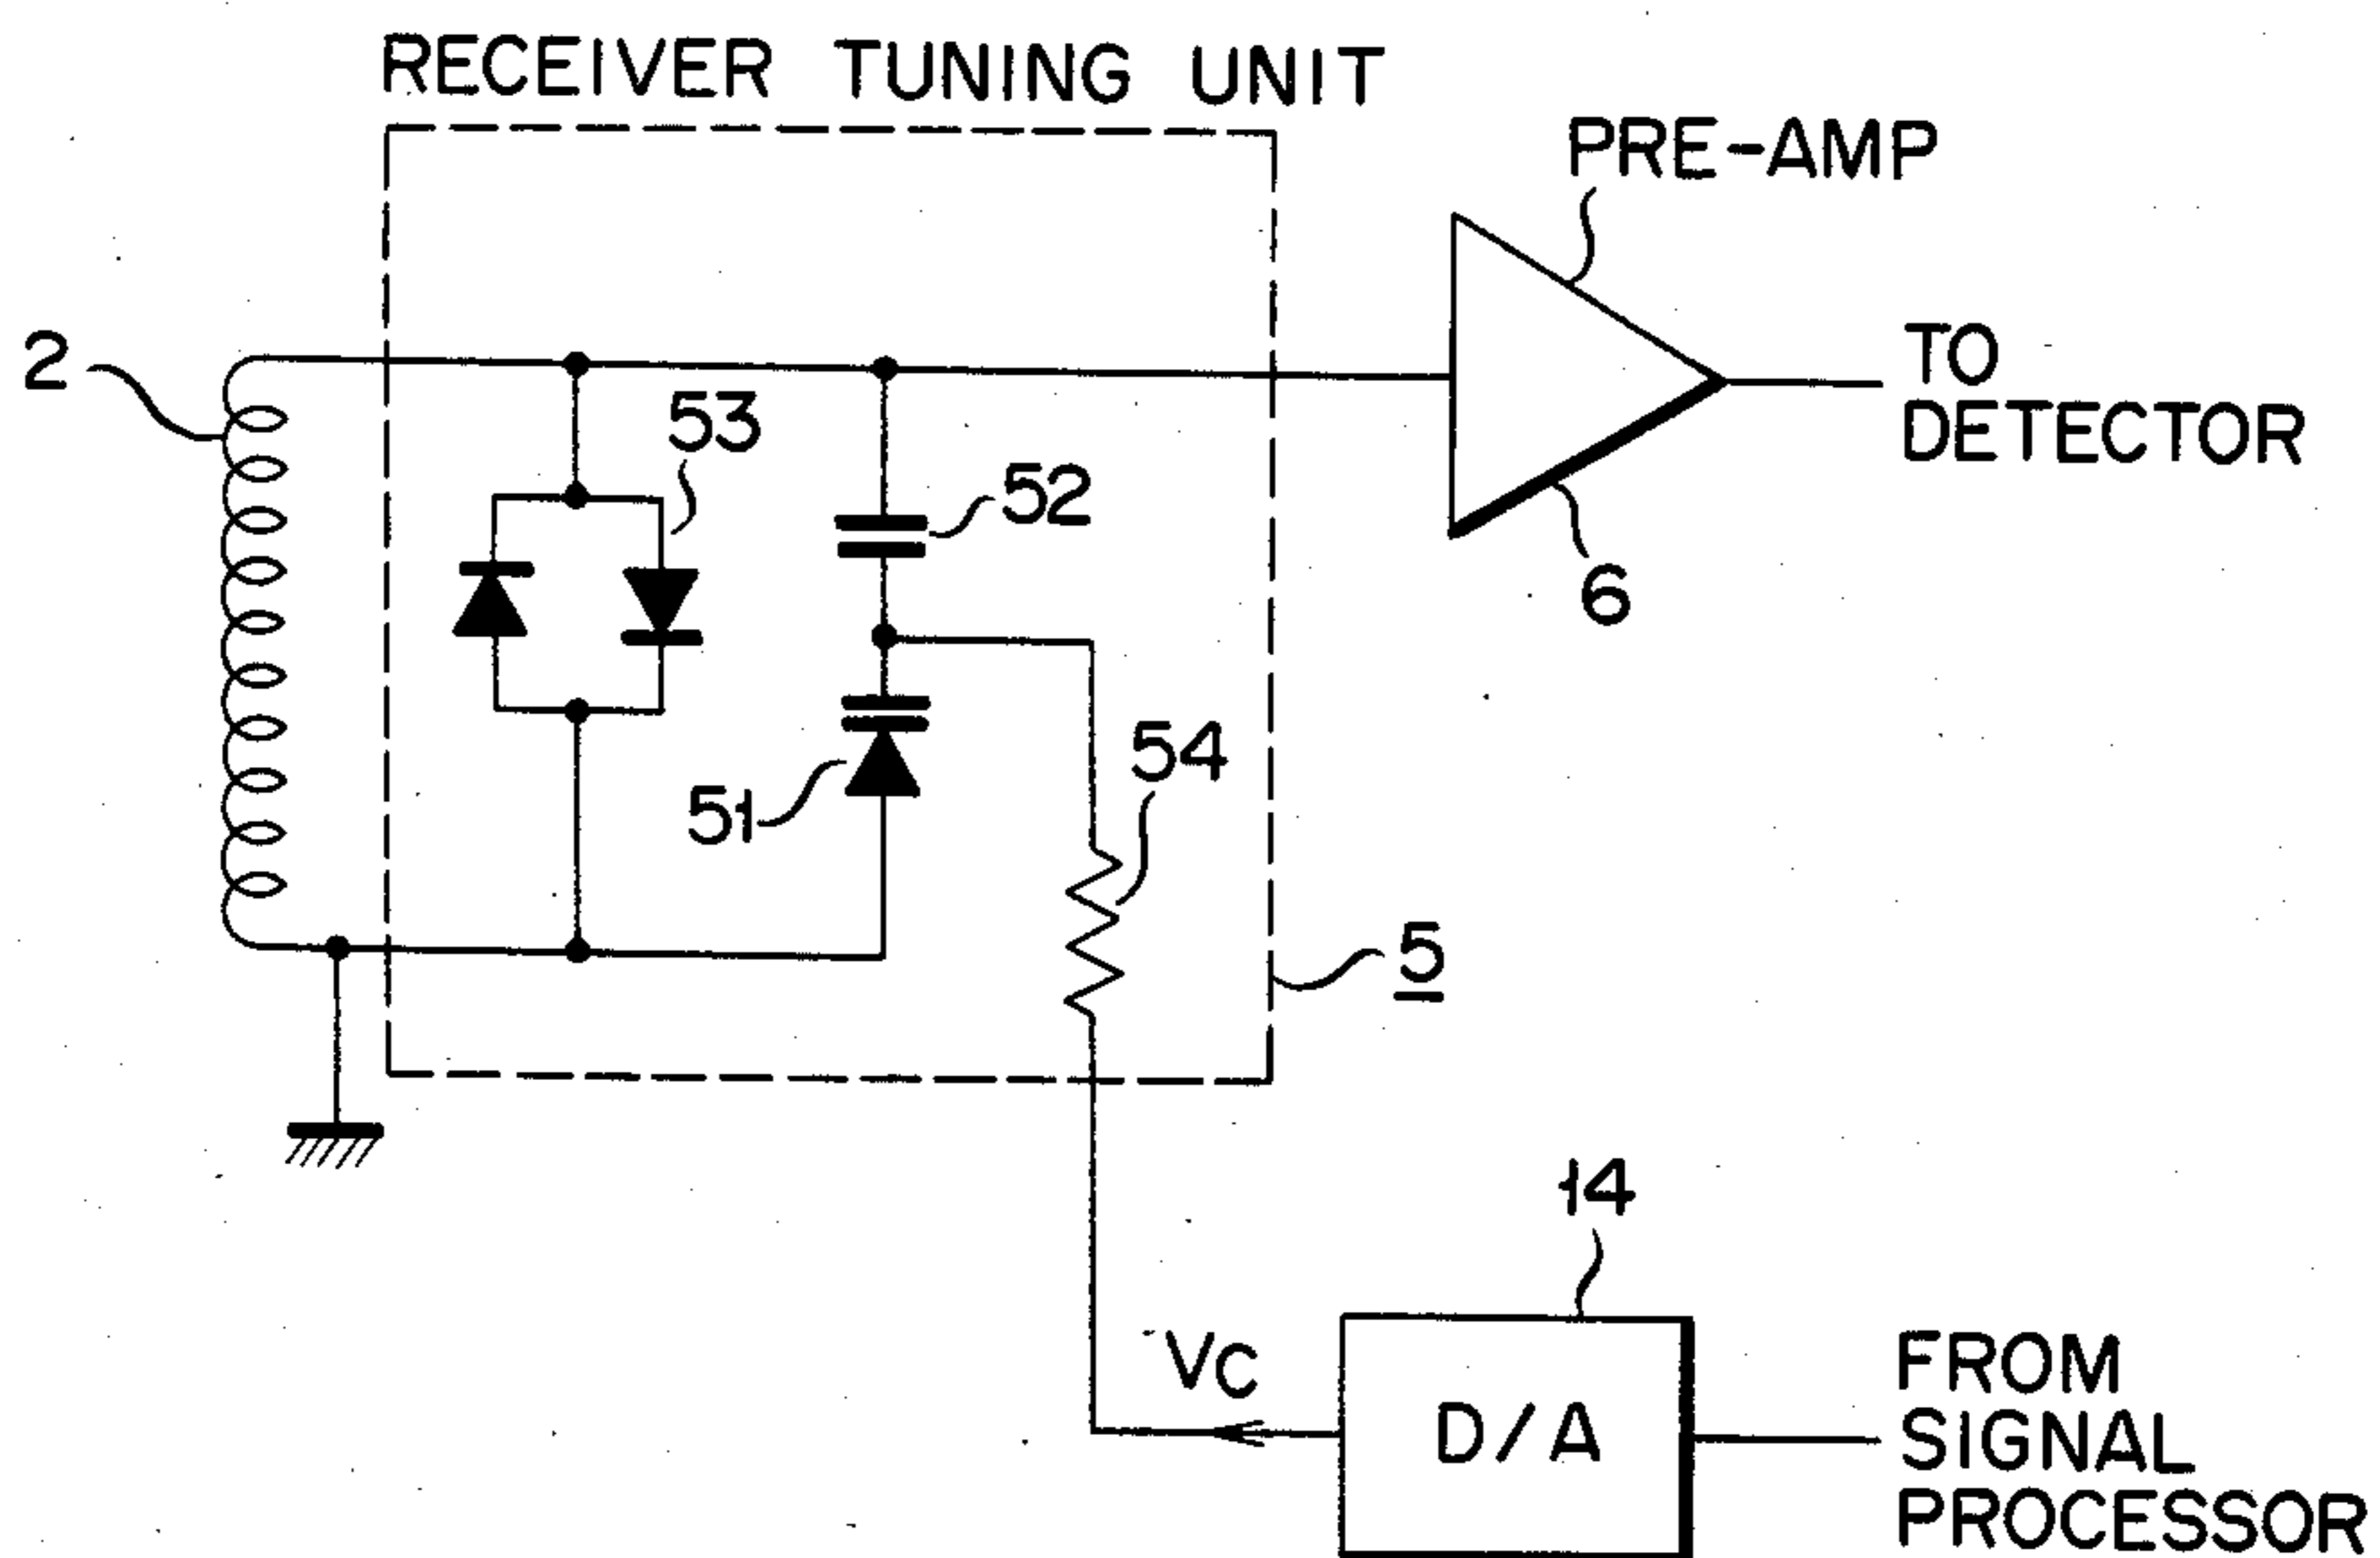 RECEIVER TUNING UNIT
PRE-AMP
2
53
52
TO
DETECTOR
6
51
54
5
14
VC
D/A
FROM
SIGNAL
PROCESSOR